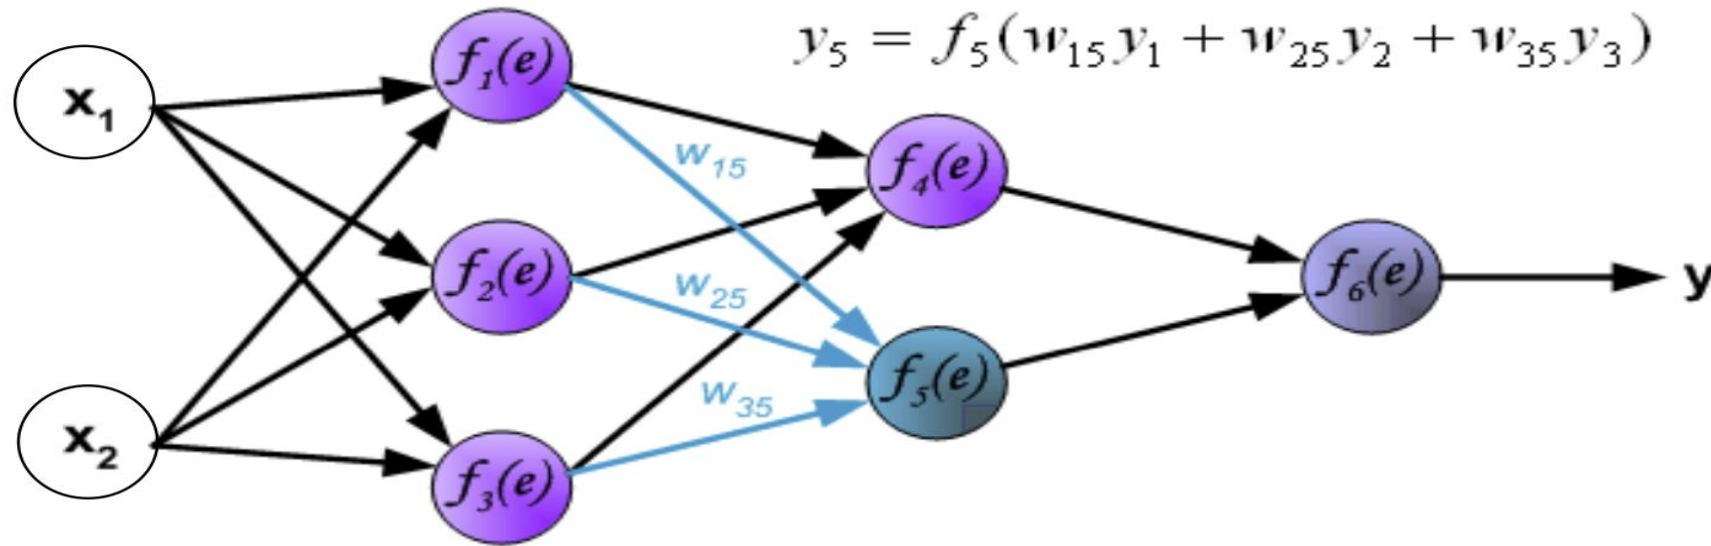 y₅ = f₅(w₁₅y₁ + w₂₅y₂ + w₃₅y₃)
x₁
f₁(e)
w₁₅
f₄(e)
f₂(e)
w₂₅
f₆(e)
y
w₃₅
f₅(e)
x₂
f₃(e)